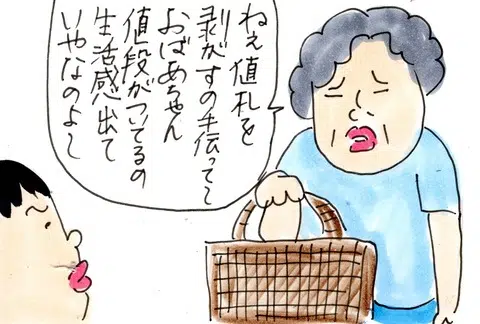 ねぇ値札を
剥がすの手伝って〜
おばあちゃん
値段がついてるの
生活感出て
いやなのよ〜